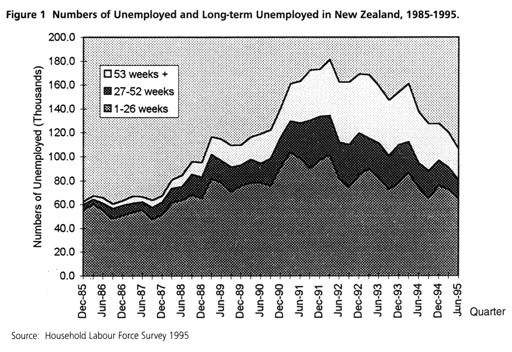 Figure 1 Numbers of Unemployed and Long-term Unemployed in New Zealand, 1985-1995.
Numbers of Unemployed (Thousands)
200.0
180.0
160.0
140.0
120.0
100.0
80.0
60.0
40.0
20.0
0.0
53 weeks +
27-52 weeks
1-26 weeks
Dec-85
Jun-86
Dec-86
Jun-87
Dec-87
Jun-88
Dec-88
Jun-89
Dec-89
Jun-90
Dec-90
Jun-91
Dec-91
Jun-92
Dec-92
Jun-93
Dec-93
Jun-94
Dec-94
Jun-95
Quarter
Source: Household Labour Force Survey 1995